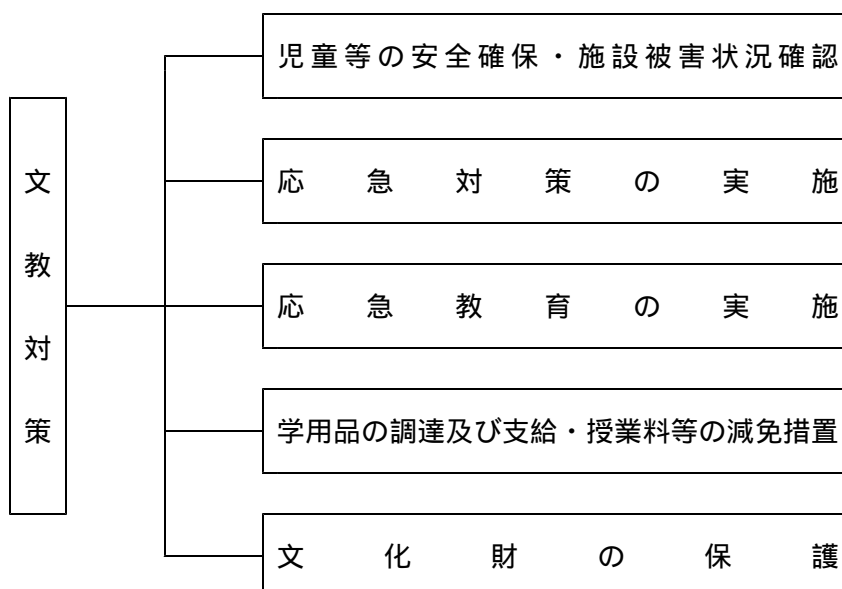 文教対策
児童等の安全確保・施設被害状況確認
応急対策の実施
応急教育の実施
学用品の調達及び支給・授業料等の減免措置
文化財の保護